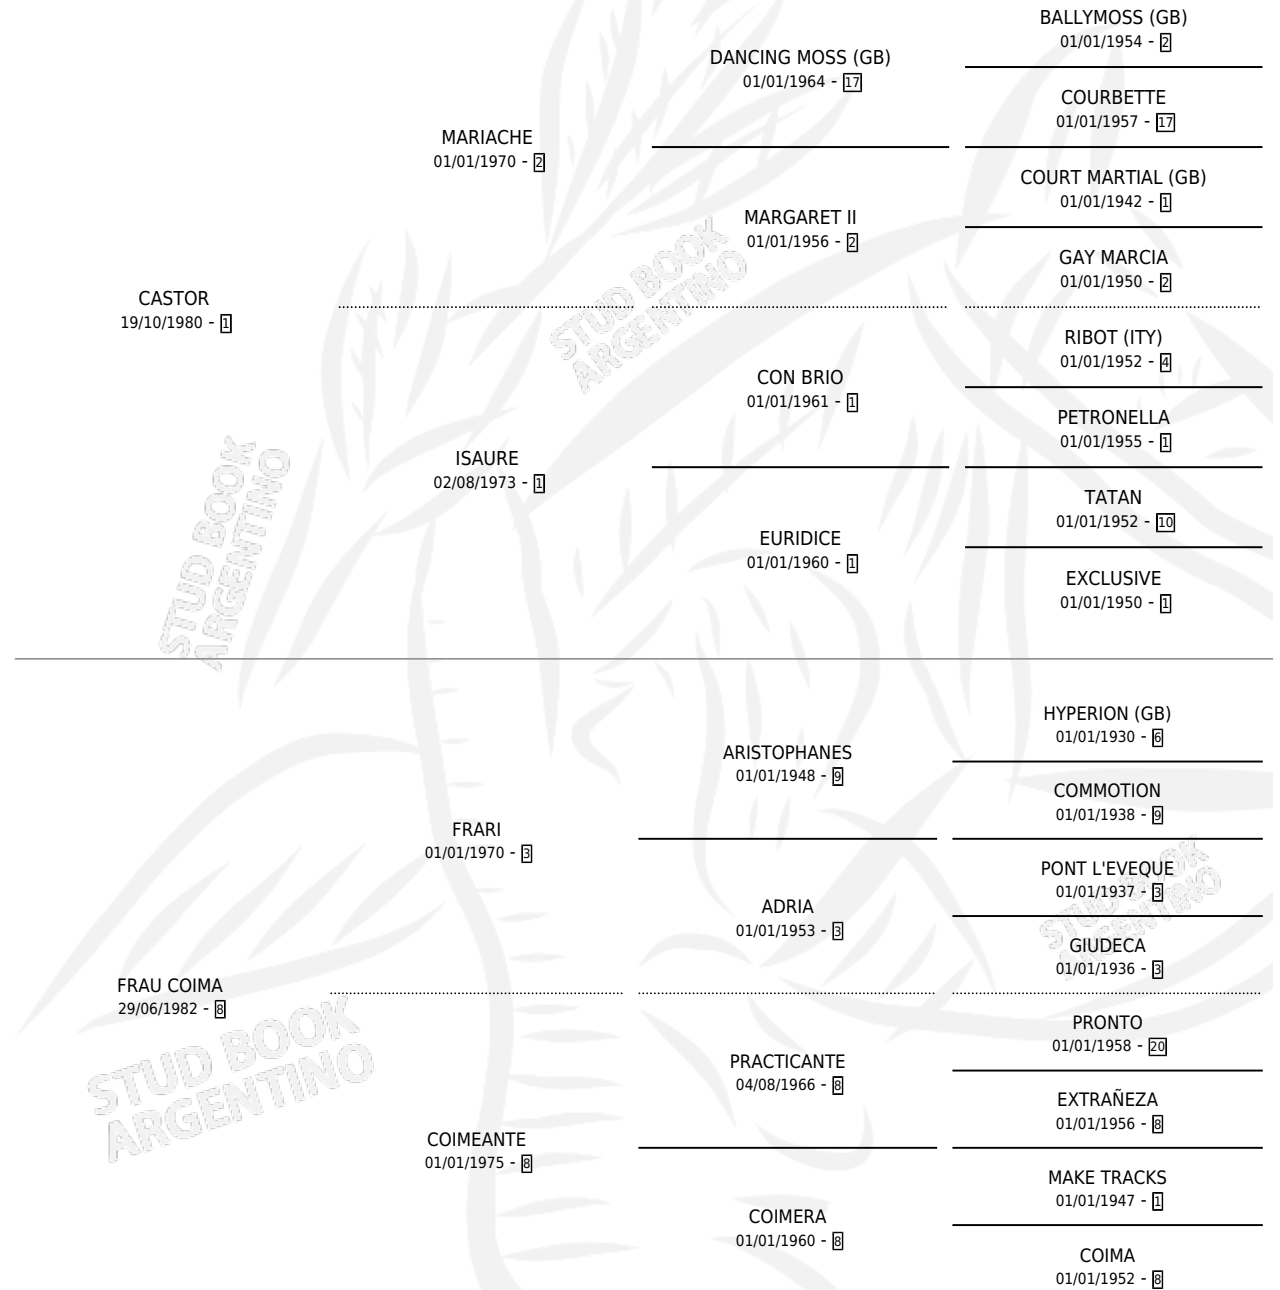 BALLYMOSS (GB)
01/01/1954 - 2
DANCING MOSS (GB)
01/01/1964 - 17
COURBETTE
01/01/1957 - 17
MARIACHE
01/01/1970 - 2
COURT MARTIAL (GB)
01/01/1942 - 1
MARGARET II
01/01/1956 - 2
GAY MARCIA
01/01/1950 - 2
CASTOR
19/10/1980 - 1
RIBOT (ITY)
01/01/1952 - 4
CON BRIO
01/01/1961 - 1
PETRONELLA
01/01/1955 - 1
ISAURE
02/08/1973 - 1
TATAN
01/01/1952 - 10
EURIDICE
01/01/1960 - 1
EXCLUSIVE
01/01/1950 - 1
HYPERION (GB)
01/01/1930 - 6
ARISTOPHANES
01/01/1948 - 9
COMMOTION
01/01/1938 - 9
FRARI
01/01/1970 - 3
PONT L'EVEQUE
01/01/1937 - 3
ADRIA
01/01/1953 - 3
GIUDECA
01/01/1936 - 3
FRAU COIMA
29/06/1982 - 8
PRONTO
01/01/1958 - 20
PRACTICANTE
04/08/1966 - 8
EXTRAÑEZA
01/01/1956 - 8
COIMEANTE
01/01/1975 - 8
MAKE TRACKS
01/01/1947 - 1
COIMERA
01/01/1960 - 8
COIMA
01/01/1952 - 8
STUD BOOK
ARGENTINO
STUD BOOK
ARGENTINO
STUD BOOK
ARGENTINO
STUD BOOK
ARGENTINO